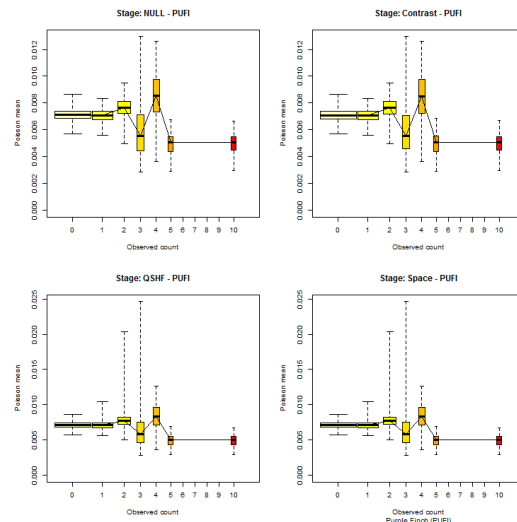 Stage: NULL - PUFI
Poisson mean
0.000 0.002 0.004 0.006 0.008 0.010 0.012
0 1 2 3 4 5 6 7 8 9 10
Observed count
Stage: Contrast - PUFI
Poisson mean
0.000 0.002 0.004 0.006 0.008 0.010 0.012
0 1 2 3 4 5 6 7 8 9 10
Observed count
Stage: QSHF - PUFI
Poisson mean
0.000 0.005 0.010 0.015 0.020 0.025
0 1 2 3 4 5 6 7 8 9 10
Observed count
Stage: Space - PUFI
Poisson mean
0.000 0.005 0.010 0.015 0.020 0.025
0 1 2 3 4 5 6 7 8 9 10
Observed count
Purple Finch (PUFI)